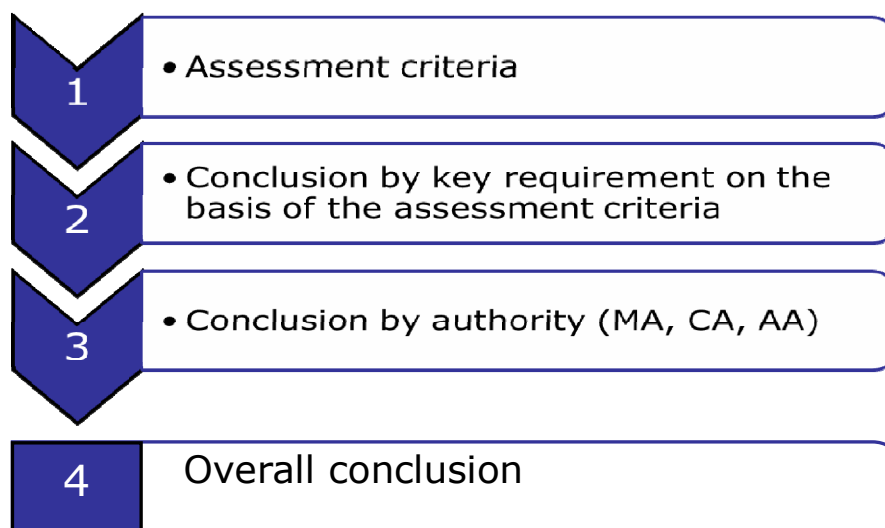 1
• Assessment criteria
2
• Conclusion by key requirement on the
basis of the assessment criteria
3
• Conclusion by authority (MA, CA, AA)
4
Overall conclusion